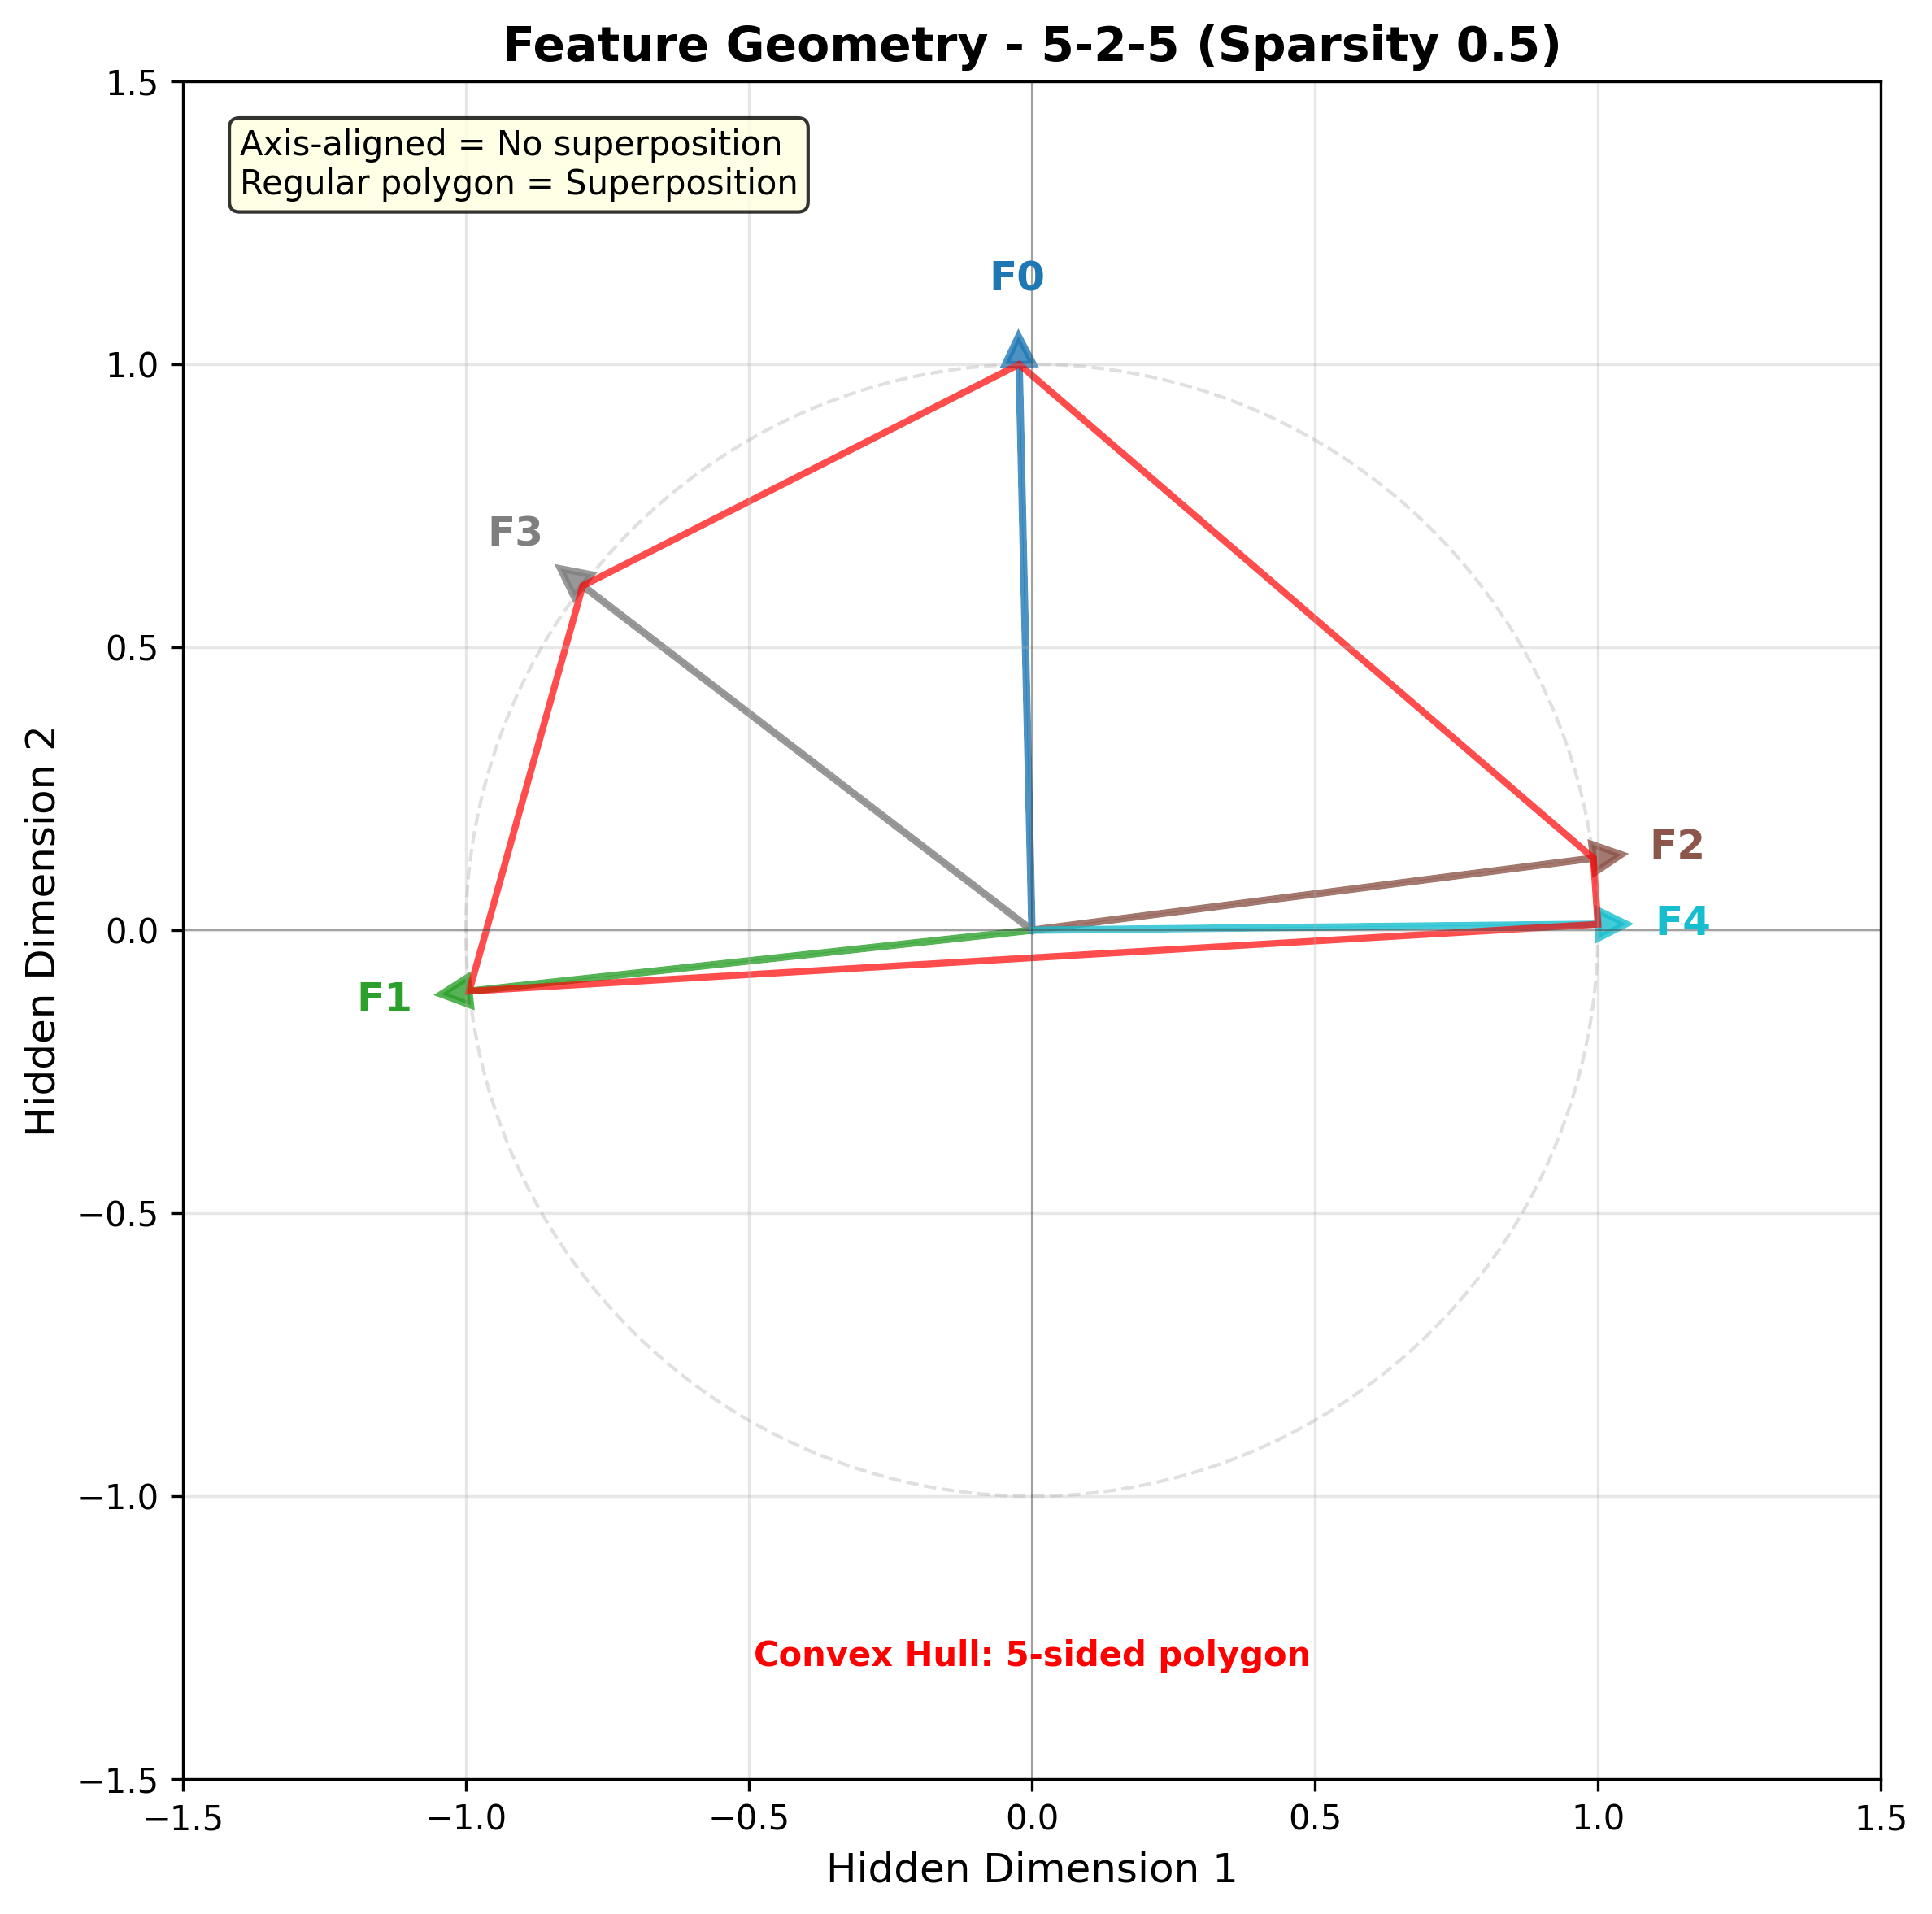 Feature Geometry - 5-2-5 (Sparsity 0.5)
Axis-aligned = No superposition
Regular polygon = Superposition
1.5
1.0
0.5
0.0
−0.5
−1.0
−1.5
Hidden Dimension 2
F0
F3
F2
F4
F1
Convex Hull: 5-sided polygon
−1.5
−1.0
−0.5
0.0
0.5
1.0
1.5
Hidden Dimension 1